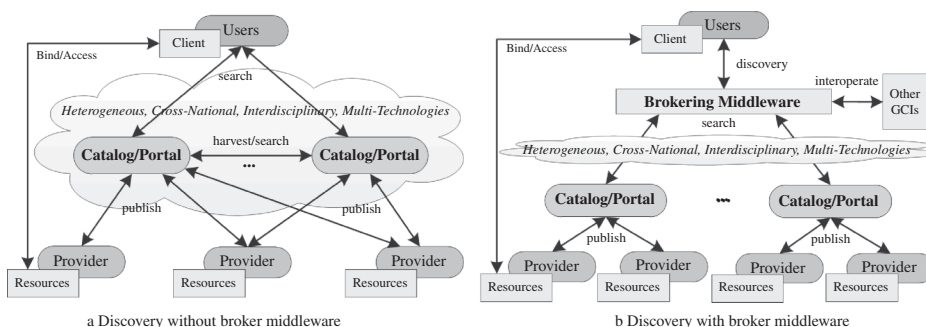 Users
Client
Bind/Access
search
Heterogeneous, Cross-National, Interdisciplinary, Multi-Technologies
harvest/search
Catalog/Portal
...
Catalog/Portal
publish
publish
Provider
Resources
Provider
Resources
Provider
Resources
a Discovery without broker middleware
Users
Client
Bind/Access
discovery
interoperate
Brokering Middleware
Other
GCIs
search
Heterogeneous, Cross-National, Interdisciplinary, Multi-Technologies
Catalog/Portal
...
Catalog/Portal
publish
publish
Provider
Resources
Provider
Resources
Provider
Resources
Provider
Resources
b Discovery with broker middleware